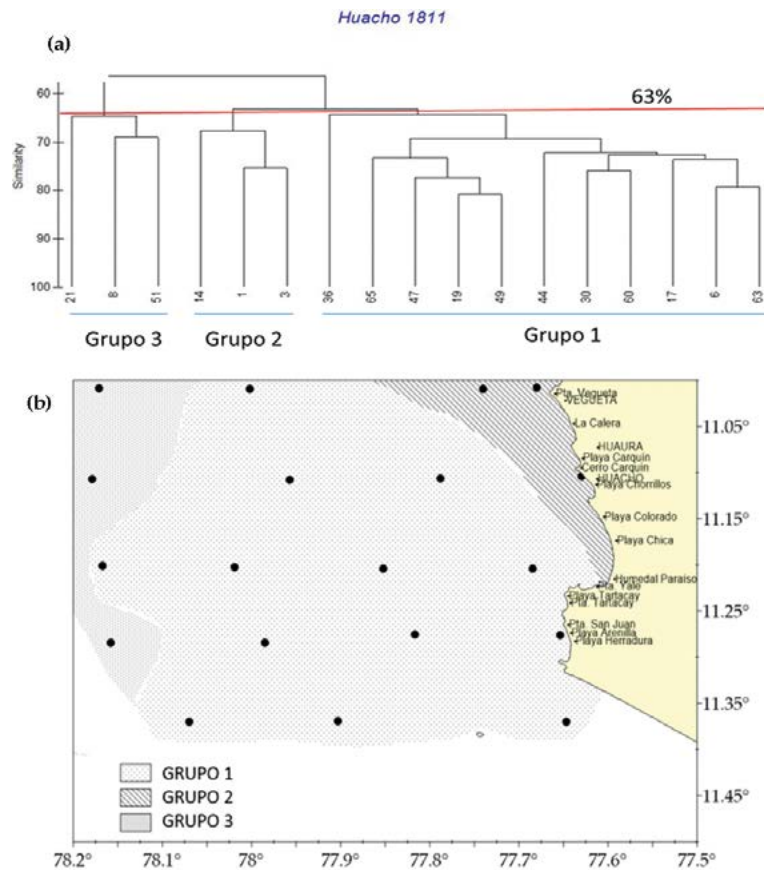 Huacho 1811
(a)
63%
60
70
80
90
100
Similarity
21 8 51 14 1 3 36 65 47 19 49 44 30 60 17 6 63
Grupo 3 Grupo 2 Grupo 1
(b)
Pta. Vegueta
VEGUETA
La Calera
HUAURA
Playa Carquín
Cerro Carquín
HUACHO
Playa Chorrillos
Playa Colorado
Playa Chica
Humedal Paraiso
Pta. Yale
Playa Tartacay
Pta. Tartacay
Pta. San Juan
Playa Arenilla
Playa Herradura
11.05°
11.15°
11.25°
11.35°
11.45°
GRUPO 1
GRUPO 2
GRUPO 3
78.2° 78.1° 78° 77.9° 77.8° 77.7° 77.6° 77.5°